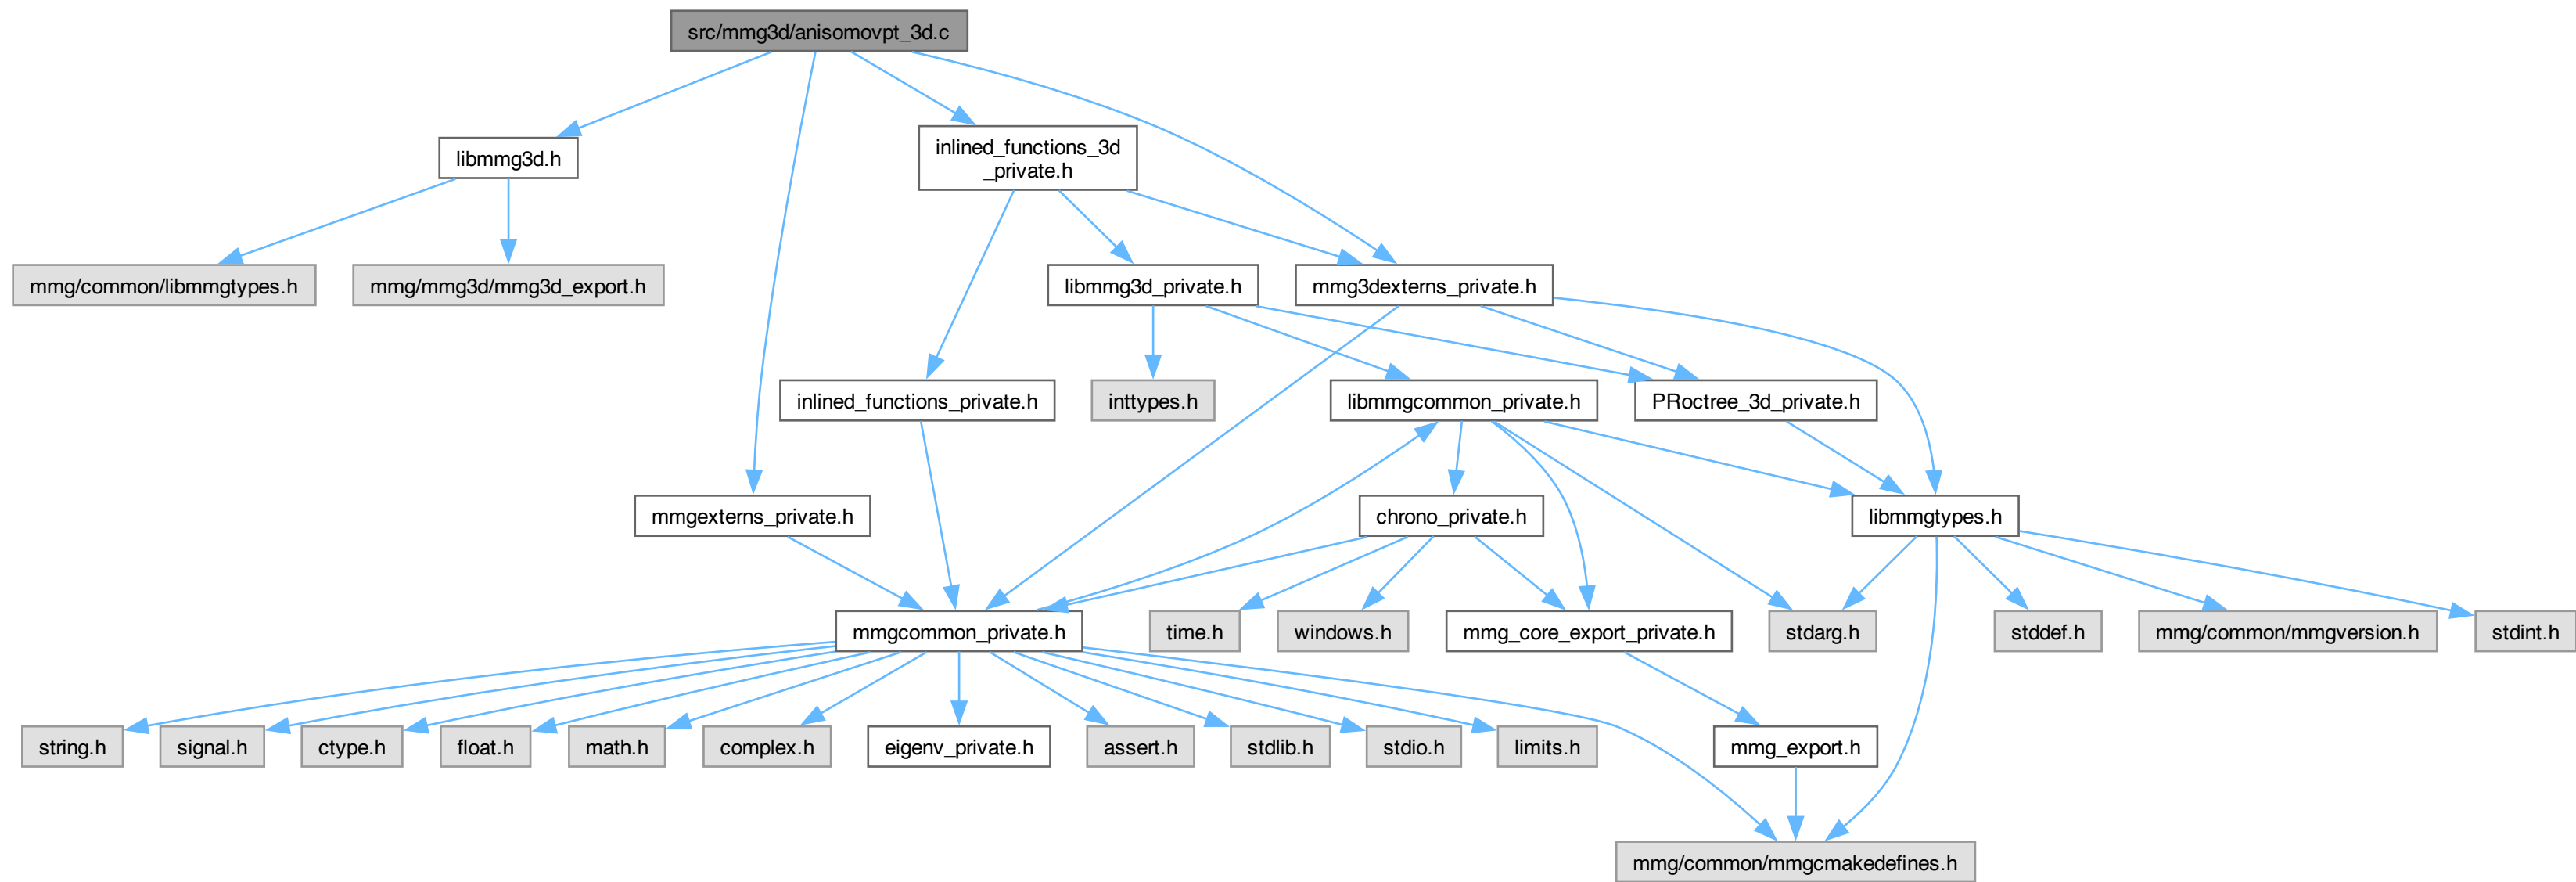 src/mmg3d/anisomovpt_3d.c
libmmg3d.h
inlined_functions_3d
_private.h
mmg/common/libmmgtypes.h
mmg/mmg3d/mmg3d_export.h
libmmg3d_private.h
mmg3dexterns_private.h
inlined_functions_private.h
inttypes.h
libmmgcommon_private.h
PRoctree_3d_private.h
mmgexterns_private.h
chrono_private.h
libmmgtypes.h
mmgcommon_private.h
time.h
windows.h
mmg_core_export_private.h
stdarg.h
stddef.h
mmg/common/mmgversion.h
stdint.h
string.h
signal.h
ctype.h
float.h
math.h
complex.h
eigenv_private.h
assert.h
stdlib.h
stdio.h
limits.h
mmg_export.h
mmg/common/mmgcmakedefines.h